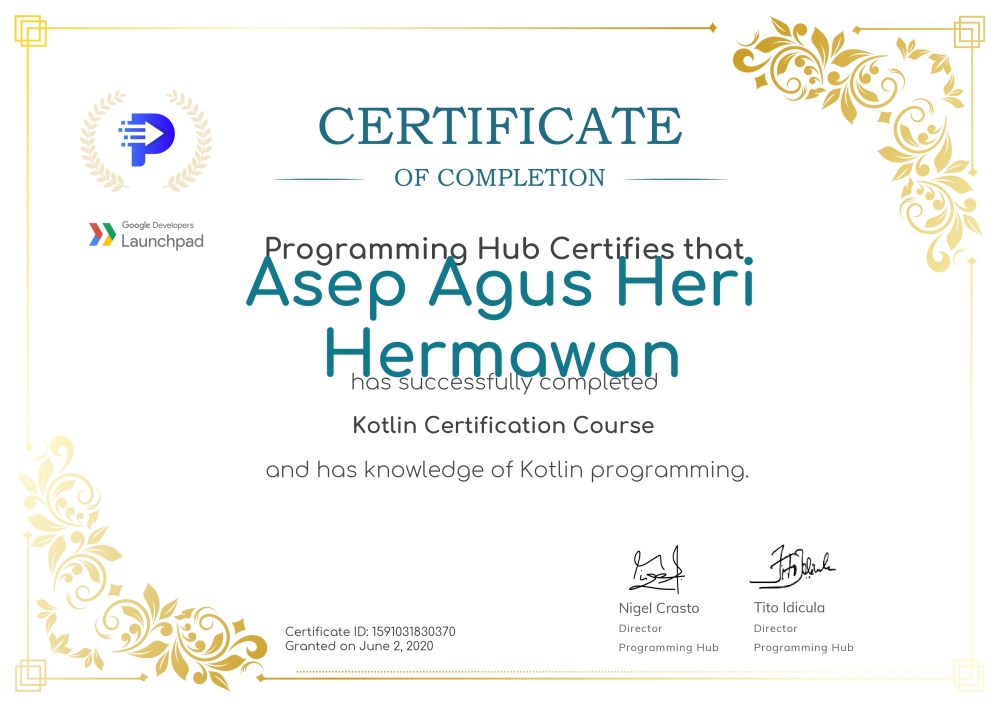 CERTIFICATE
OF COMPLETION
Google Developers
Launchpad
Programming Hub Certifies that
Asep Agus Heri
Hermawan
has successfully completed
Kotlin Certification Course
and has knowledge of Kotlin programming.
Nigel Crasto
Director
Programming Hub
Tito Idicula
Director
Programming Hub
Certificate ID: 1591031830370
Granted on June 2, 2020